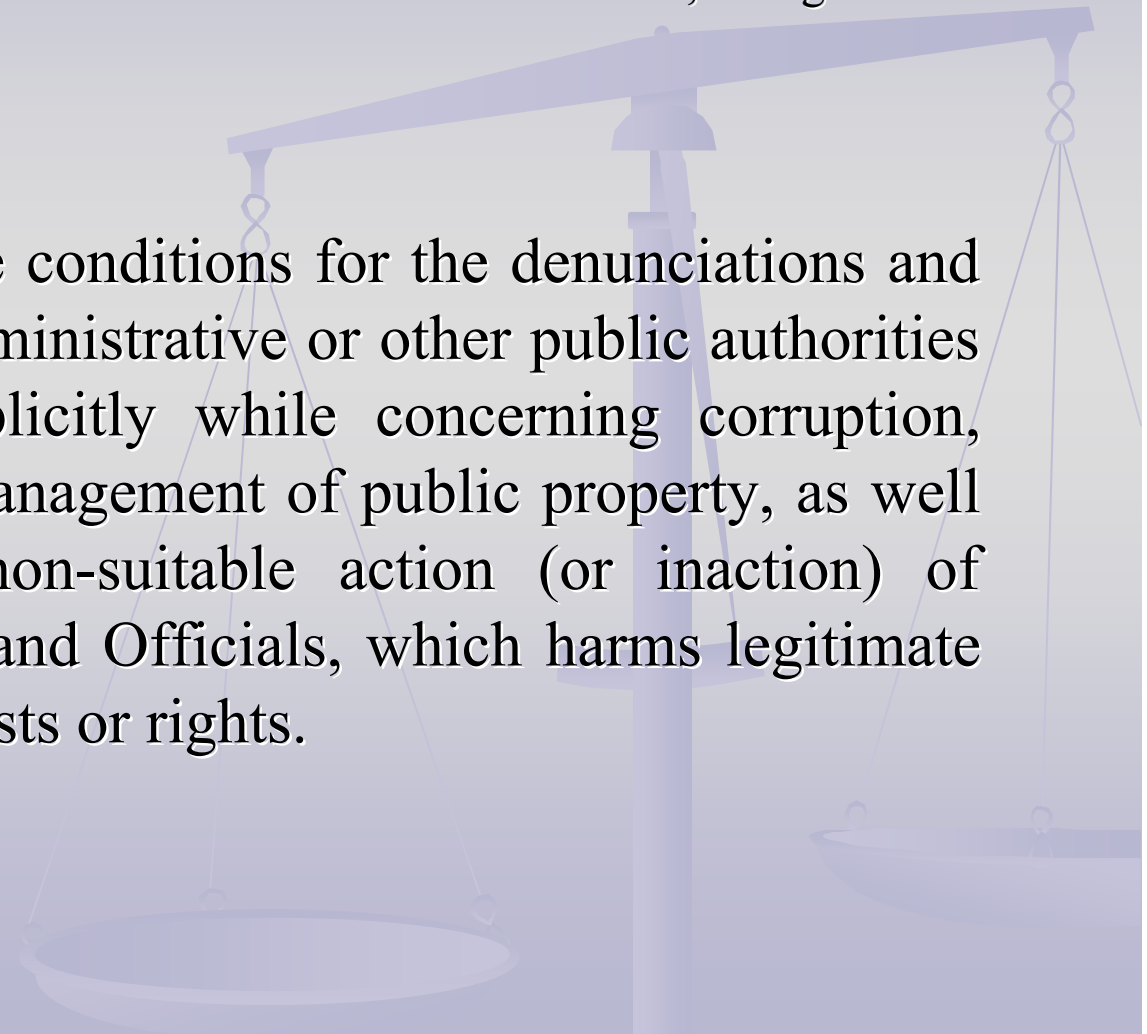 conditions for the denunciations and
ministrative or other public authorities
licitly while concerning corruption,
anagement of public property, as well
non-suitable action (or inaction) of
and Officials, which harms legitimate
sts or rights.